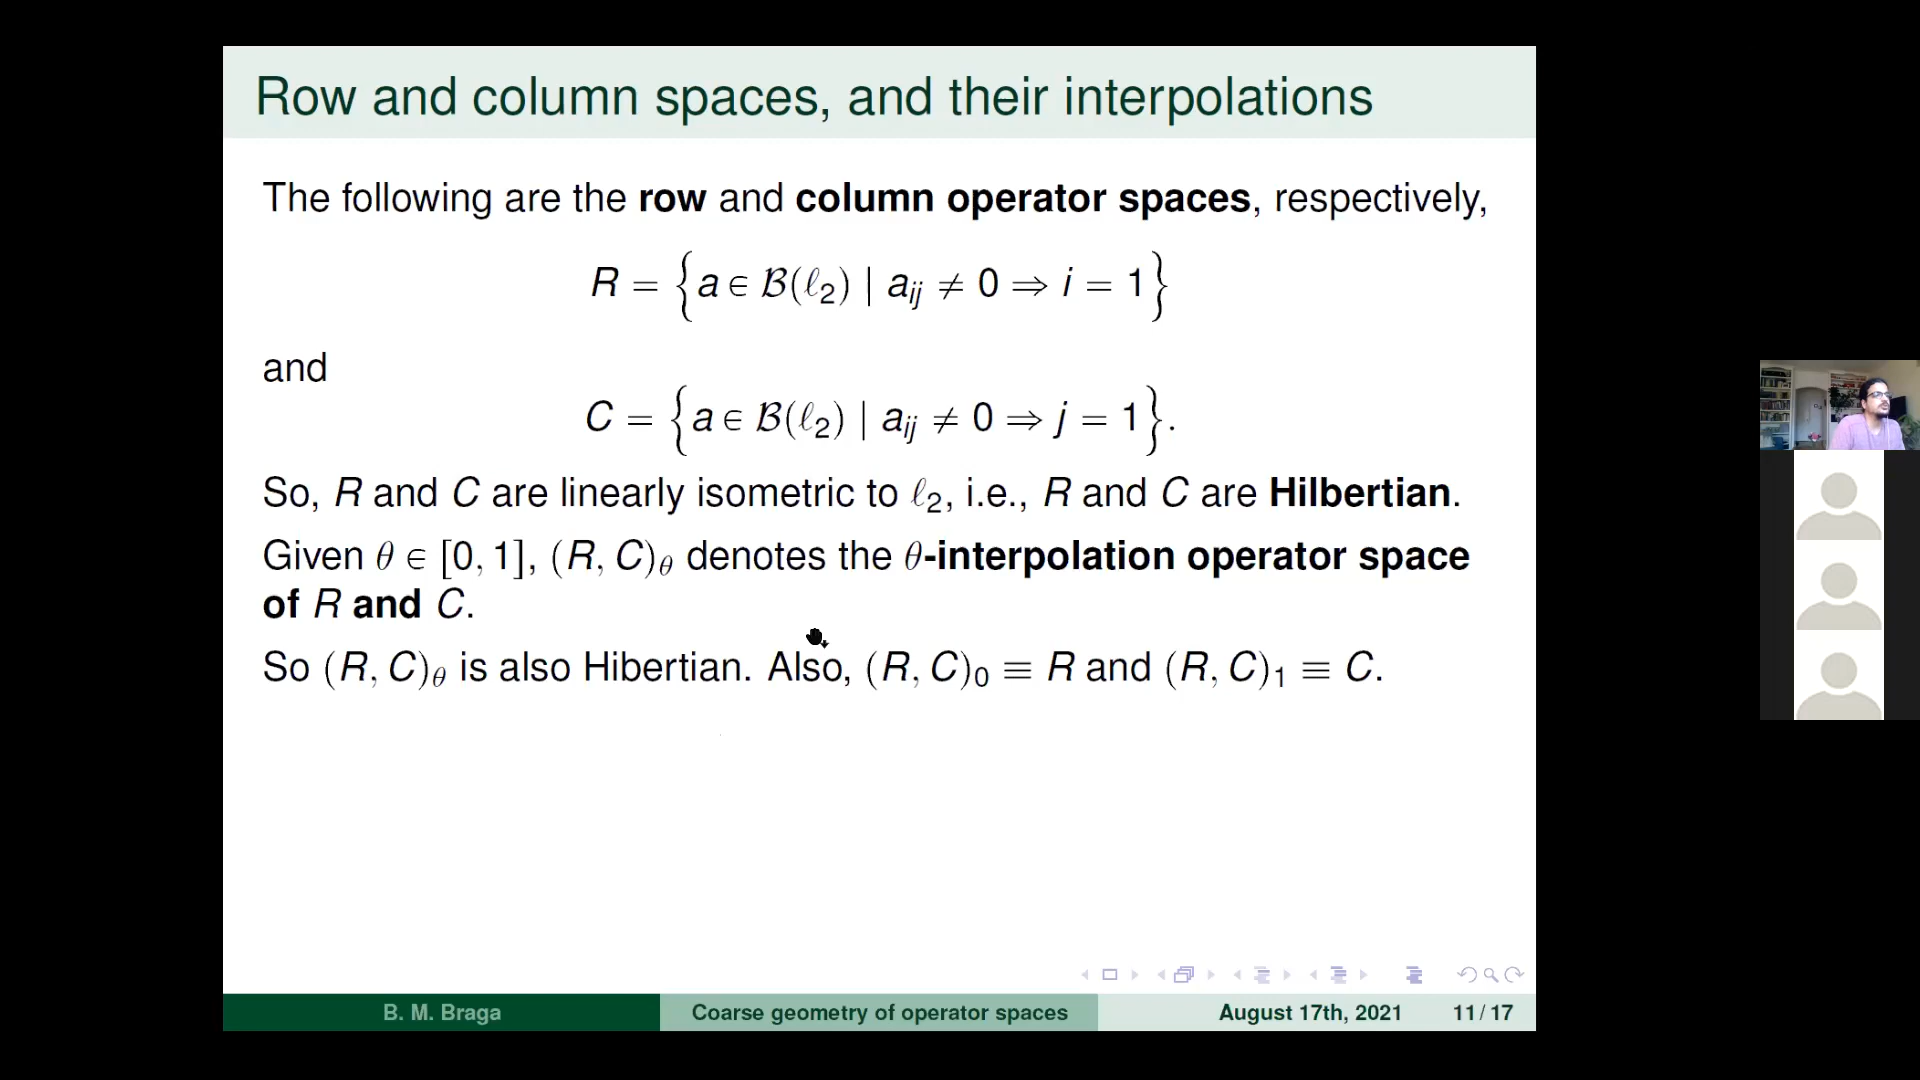 Row and column spaces, and their interpolations
The following are the row and column operator spaces, respectively,
R = {a ∈ B(ℓ₂) | aᵢⱼ ≠ 0 ⇒ i = 1}
and
C = {a ∈ B(ℓ₂) | aᵢⱼ ≠ 0 ⇒ j = 1}.
So, R and C are linearly isometric to ℓ₂, i.e., R and C are Hilbertian.
Given θ ∈ [0, 1], (R, C)_θ denotes the θ-interpolation operator space
of R and C.
So (R, C)_θ is also Hibertian. Also, (R, C)₀ ≡ R and (R, C)₁ ≡ C.
B. M. Braga Coarse geometry of operator spaces August 17th, 2021 11 / 17